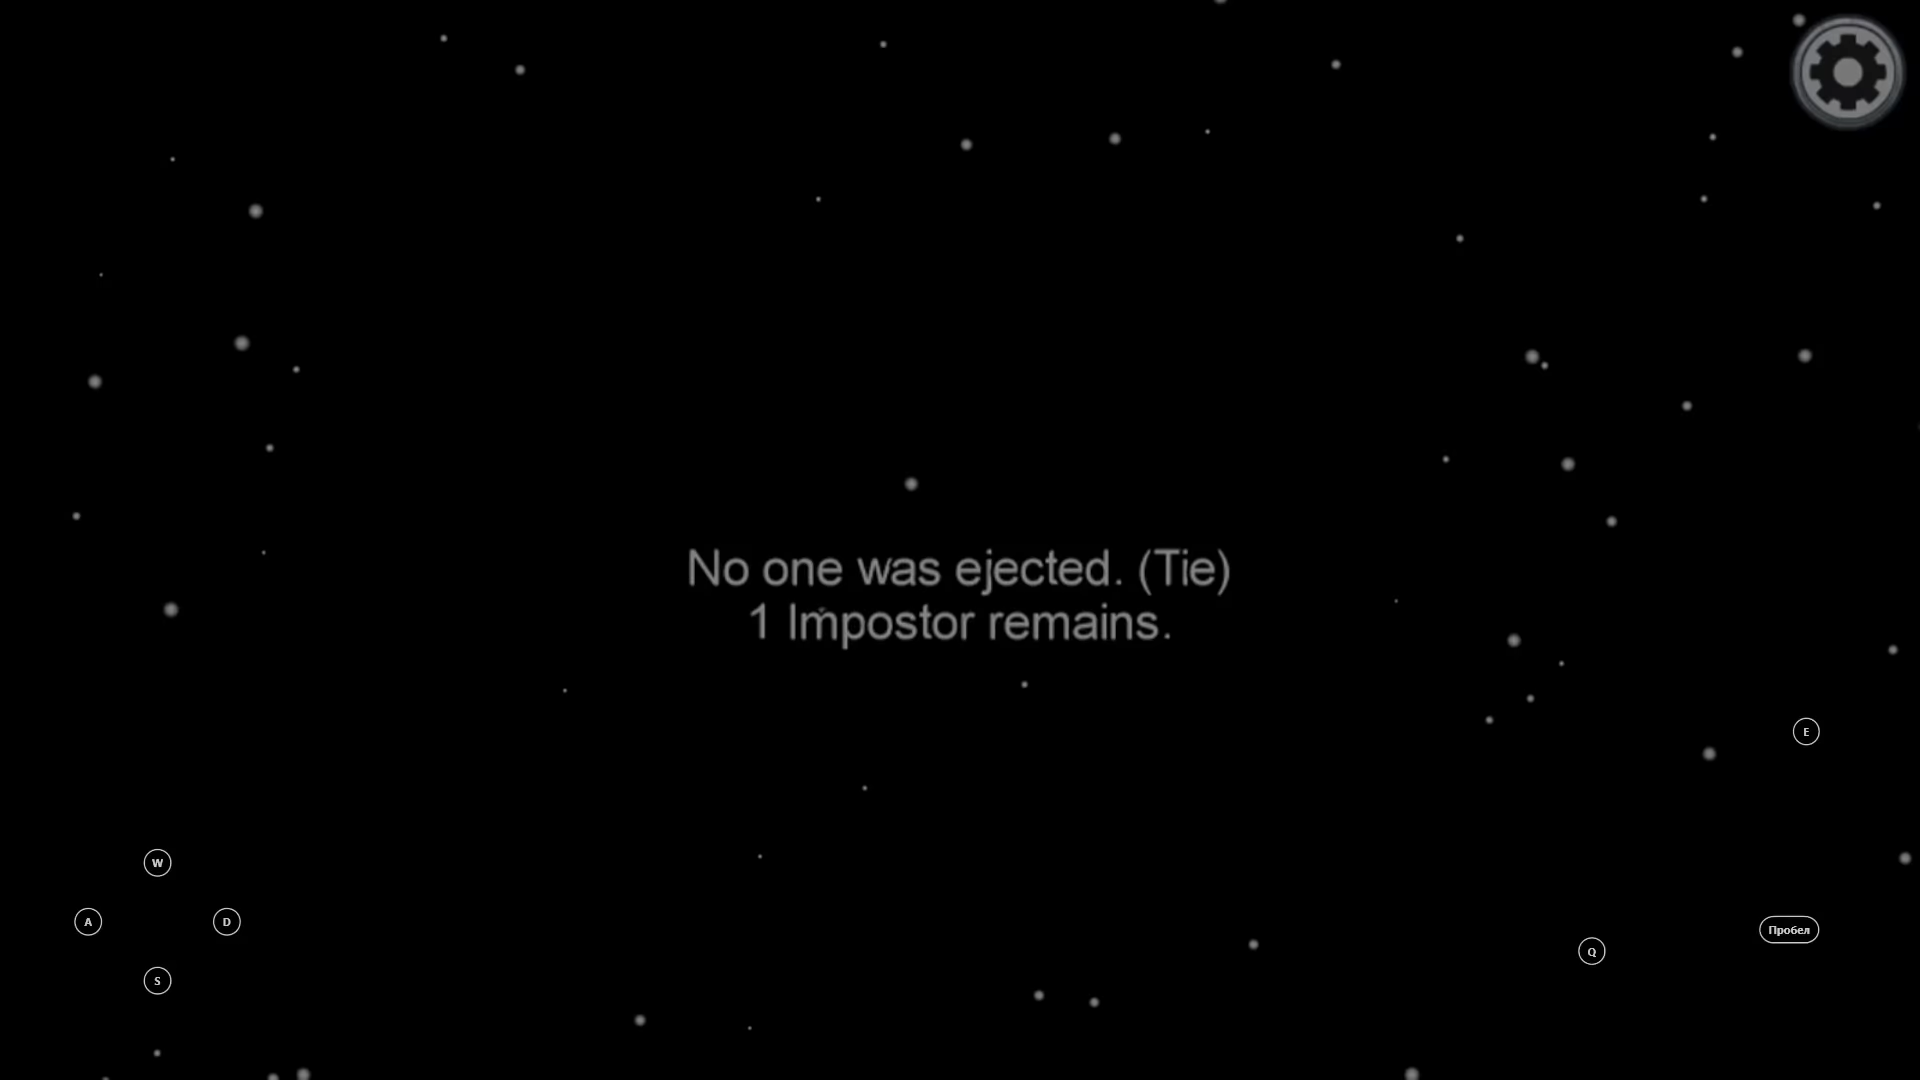 No one was ejected. (Tie)
1 Impostor remains.
E
W
A
D
Пробел
Q
S